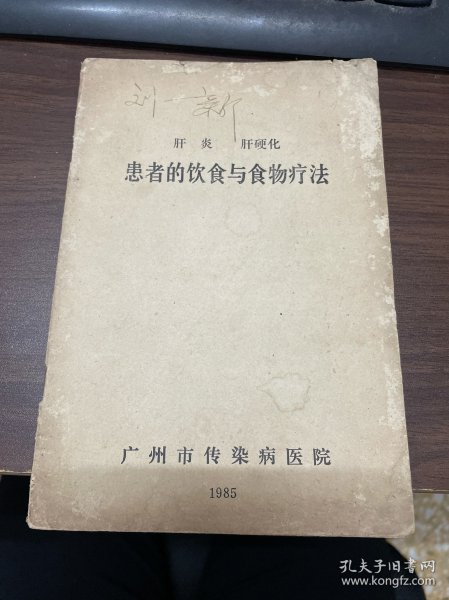 刘一新
肝炎 肝硬化
患者的饮食与食物疗法
广州市传染病医院
1985
孔夫子旧书网
www.kongfz.com